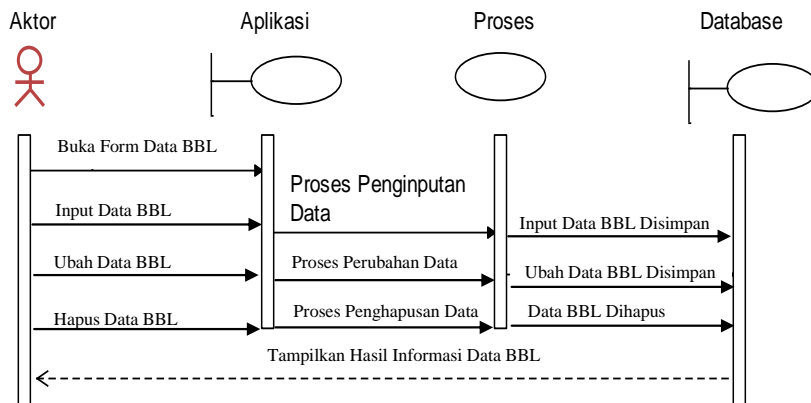 Aktor
Aplikasi
Proses
Database
Buka Form Data BBL
Proses Penginputan
Data
Input Data BBL
Input Data BBL Disimpan
Ubah Data BBL
Proses Perubahan Data
Ubah Data BBL Disimpan
Hapus Data BBL
Proses Penghapusan Data
Data BBL Dihapus
Tampilkan Hasil Informasi Data BBL